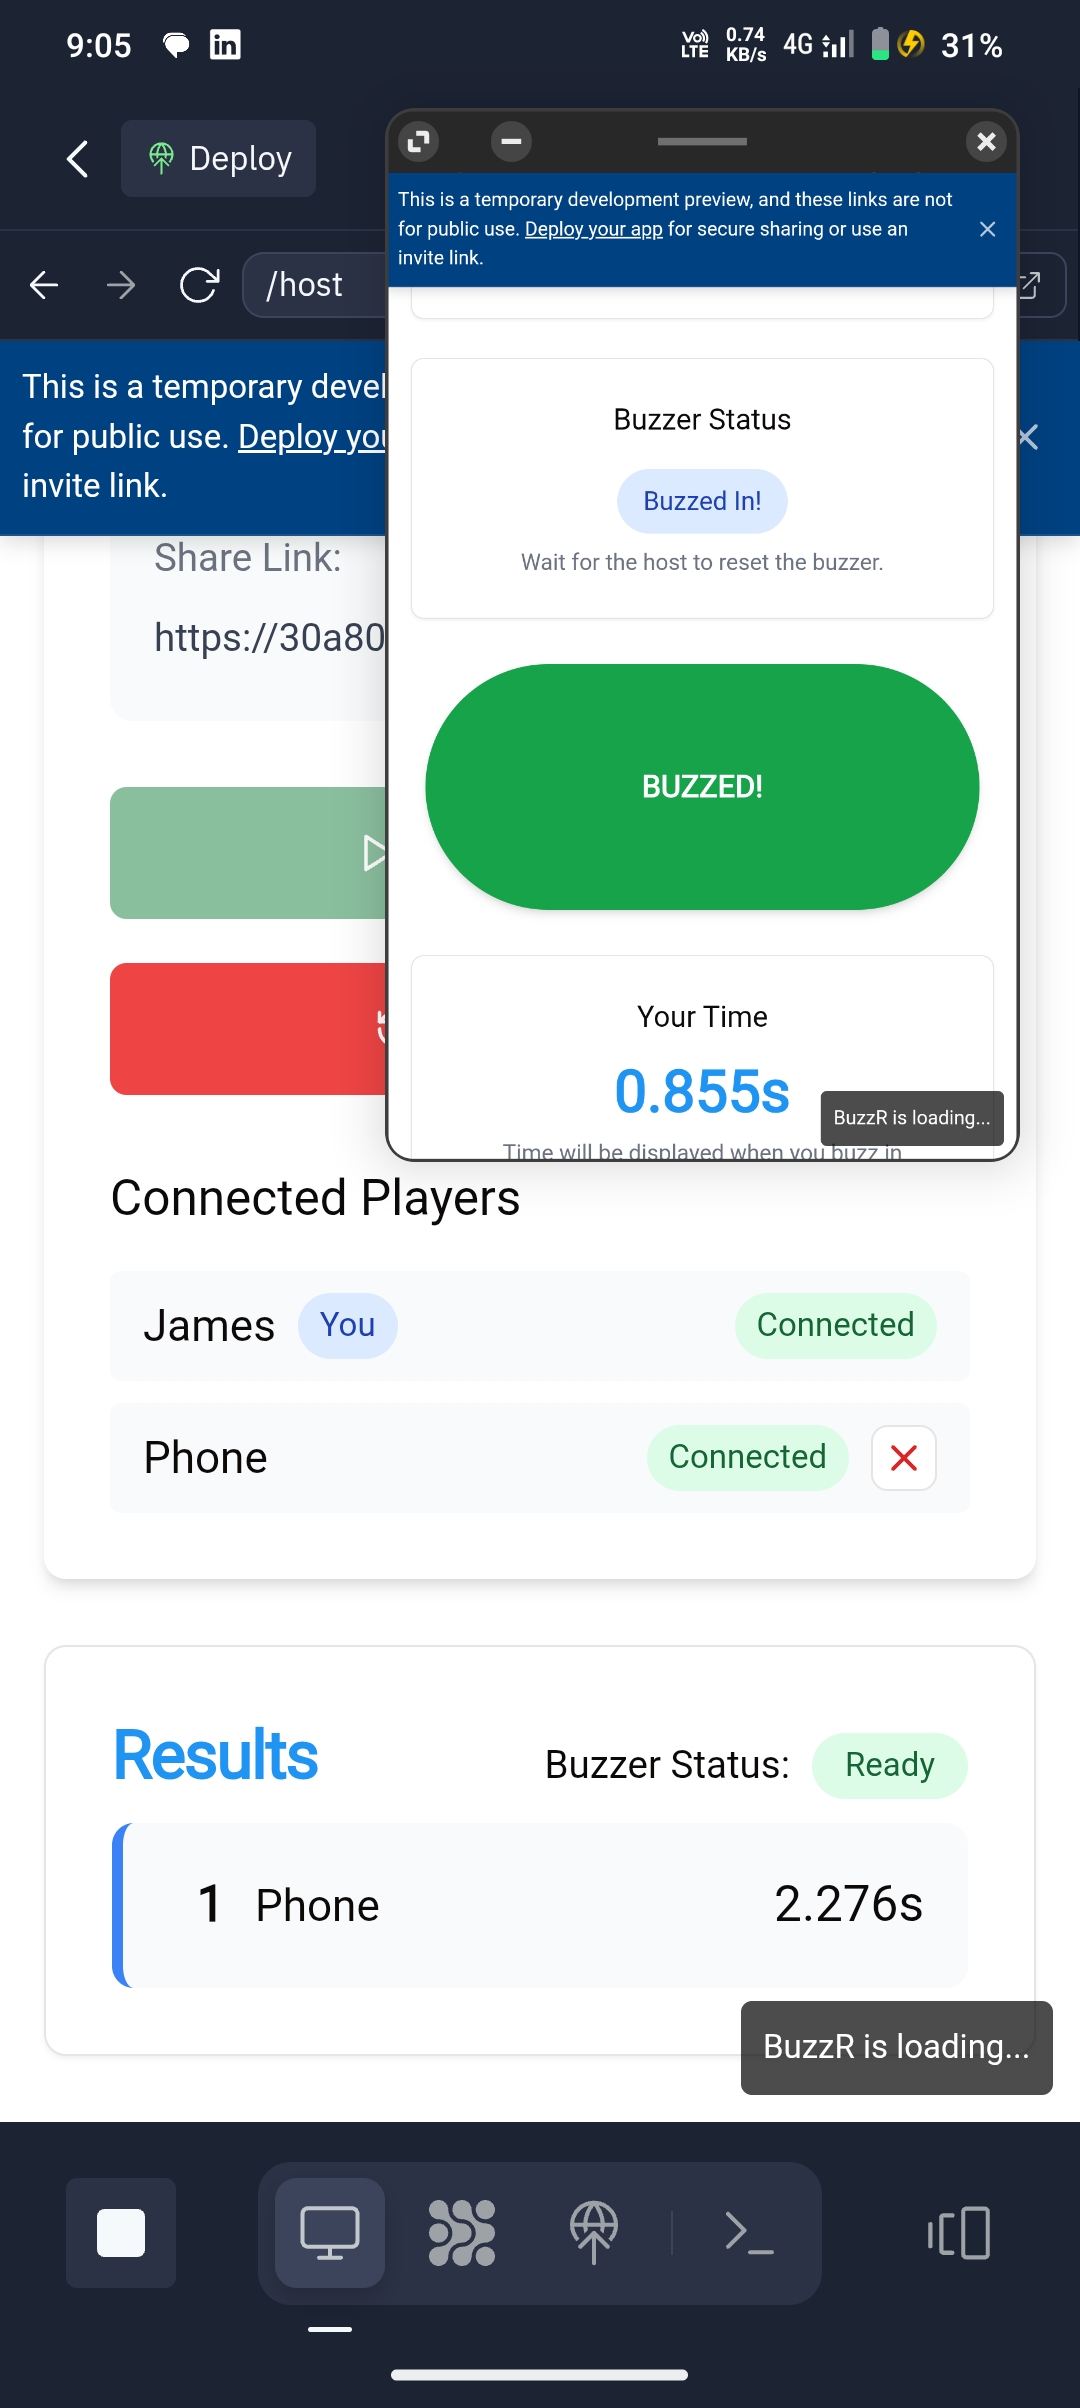 9:05
in
Vo) LTE
0.74 KB/s
4G
31%
Deploy
/host
This is a temporary devel
for public use. Deploy you
invite link.
Share Link:
https://30a80
This is a temporary development preview, and these links are not
for public use. Deploy your app for secure sharing or use an
invite link.
Buzzer Status
Buzzed In!
Wait for the host to reset the buzzer.
BUZZED!
Your Time
0.855s
BuzzR is loading...
Time will be displayed when you buzz in
Connected Players
James You Connected
Phone Connected
Results Buzzer Status: Ready
1 Phone 2.276s
BuzzR is loading...